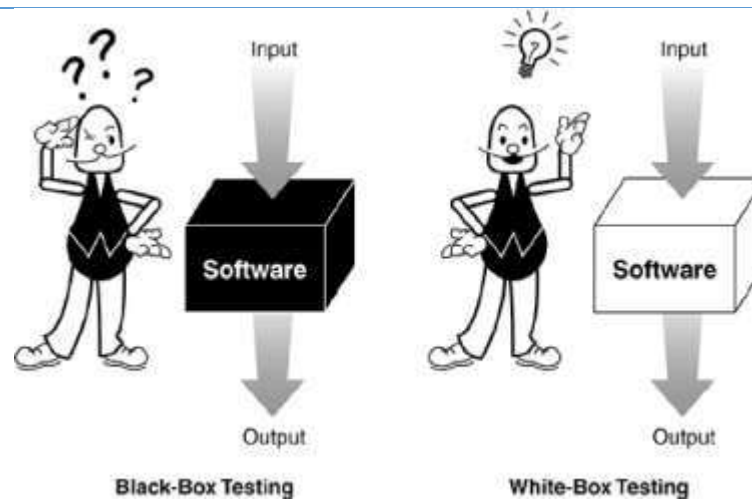 ? ? ?
Input
Software
Output
Black-Box Testing
Input
Software
Output
White-Box Testing